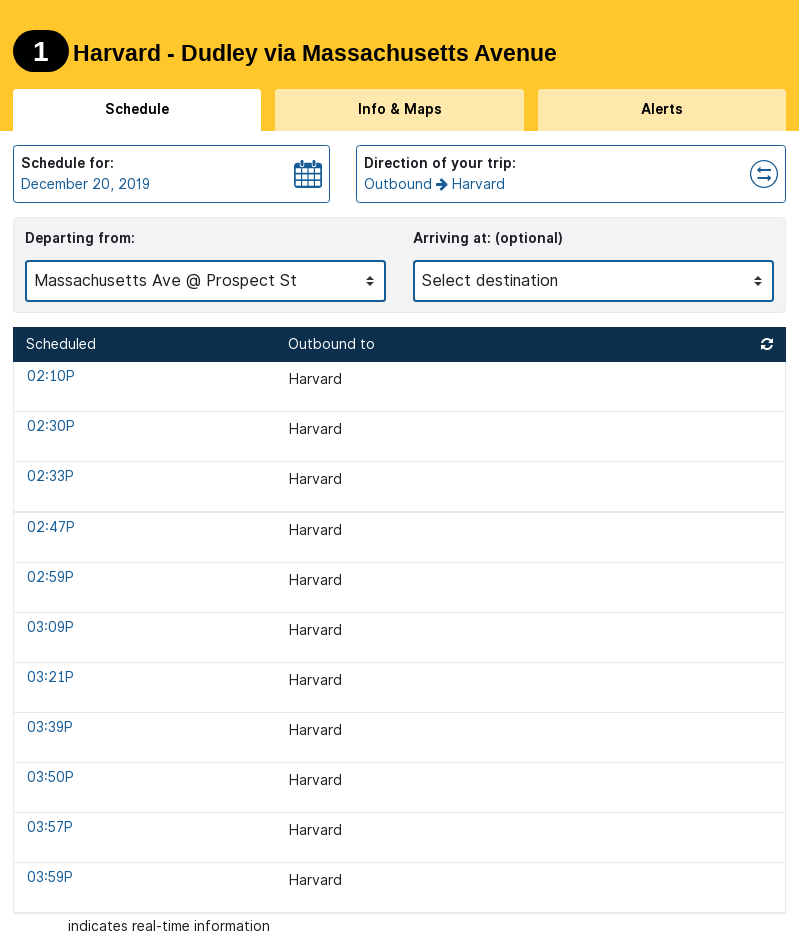 1 Harvard - Dudley via Massachusetts Avenue
Schedule Info & Maps Alerts
Schedule for:
December 20, 2019
Direction of your trip:
Outbound → Harvard
Departing from:
Massachusetts Ave @ Prospect St
Arriving at: (optional)
Select destination
Scheduled Outbound to
02:10P Harvard
02:30P Harvard
02:33P Harvard
02:47P Harvard
02:59P Harvard
03:09P Harvard
03:21P Harvard
03:39P Harvard
03:50P Harvard
03:57P Harvard
03:59P Harvard
indicates real-time information